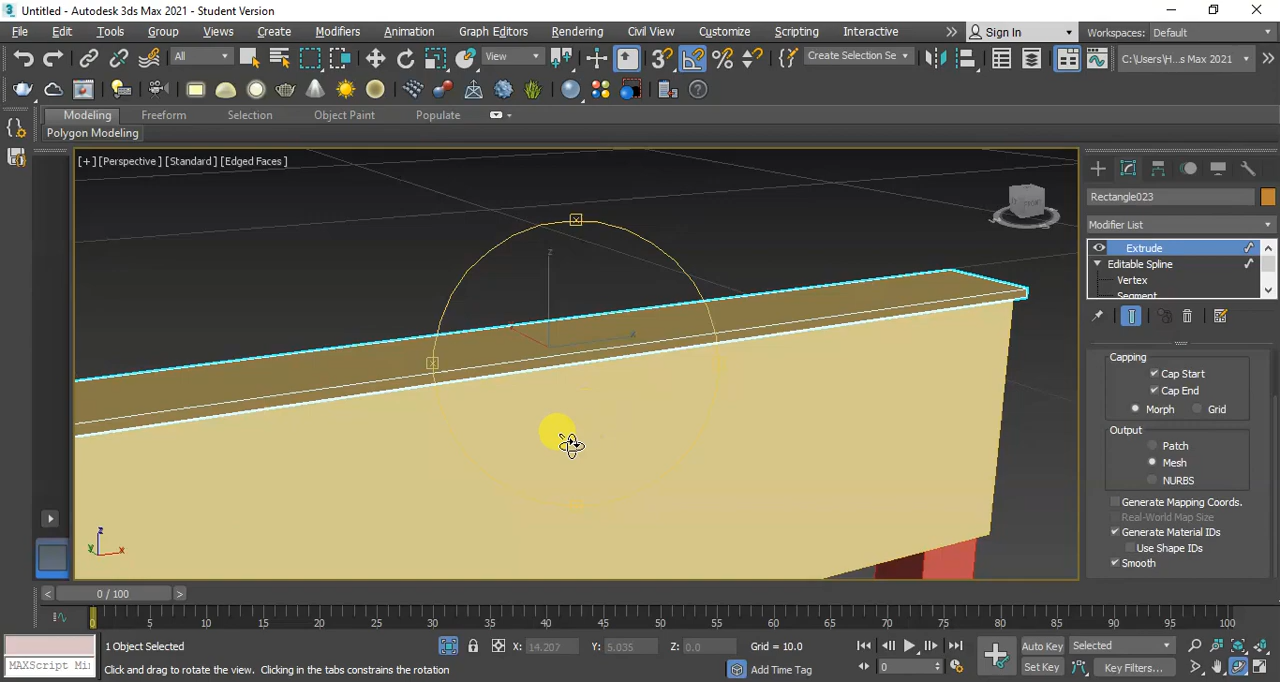 Untitled - Autodesk 3ds Max 2021 - Student Version
File Edit Tools Group Views Create Modifiers Animation Graph Editors Rendering Civil View Customize Scripting Interactive Sign In Workspaces: Default
All View Create Selection Se C:\Users\H...s Max 2021
Modeling Freeform Selection Object Paint Populate
Polygon Modeling
[+] [Perspective] [Standard] [Edged Faces]
Rectangle023
Modifier List
Extrude
Editable Spline
Vertex
Segment
Capping
Cap Start
Cap End
Morph Grid
Output
Patch
Mesh
NURBS
Generate Mapping Coords.
Real-World Map Size
Generate Material IDs
Use Shape IDs
Smooth
z
x
z
y x
0 / 100
0 5 10 15 20 25 30 35 40 45 50 55 60 65 70 75 80 85 90 95 100
1 Object Selected X: 14.207 Y: 5.035 Z: 0.0 Grid = 10.0 Auto Key Selected
MAXScript Mi Click and drag to rotate the view. Clicking in the tabs constrains the rotation Add Time Tag 0 Set Key Key Filters...